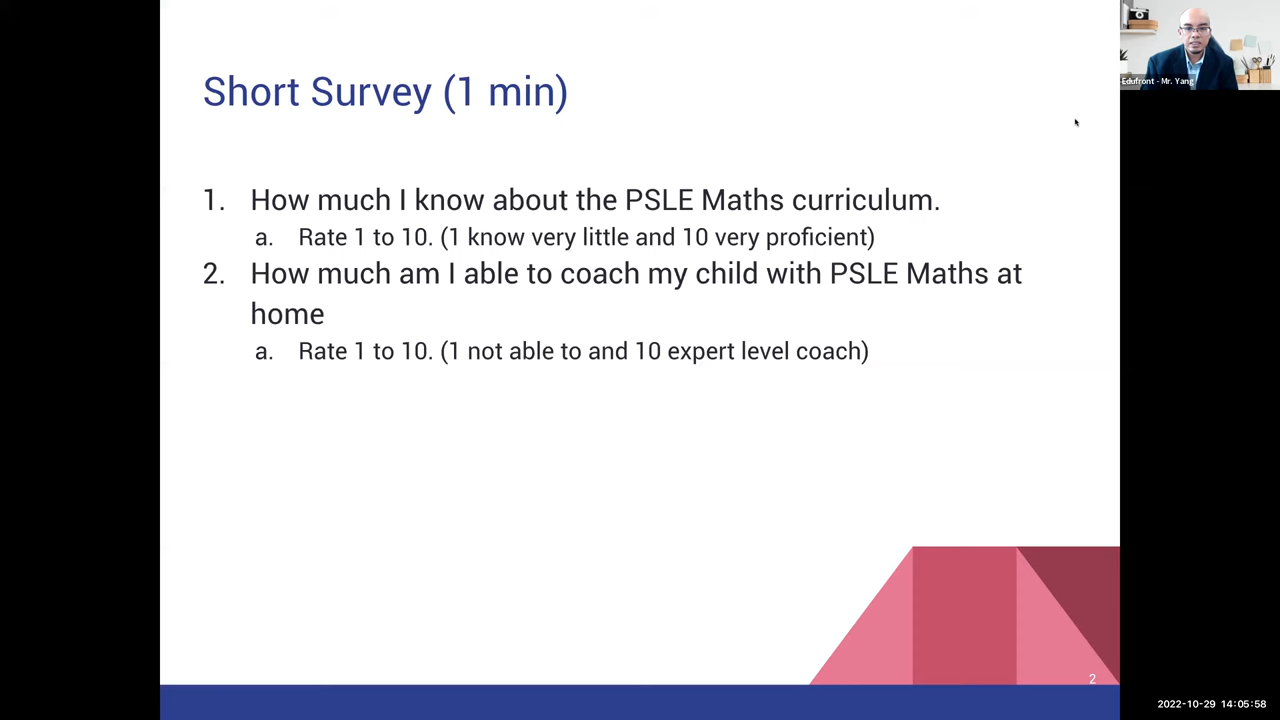 Short Survey (1 min)
1. How much I know about the PSLE Maths curriculum.
a. Rate 1 to 10. (1 know very little and 10 very proficient)
2. How much am I able to coach my child with PSLE Maths at
home
a. Rate 1 to 10. (1 not able to and 10 expert level coach)
Edufront - Mr. Yang
2
2022-10-29 14:05:58